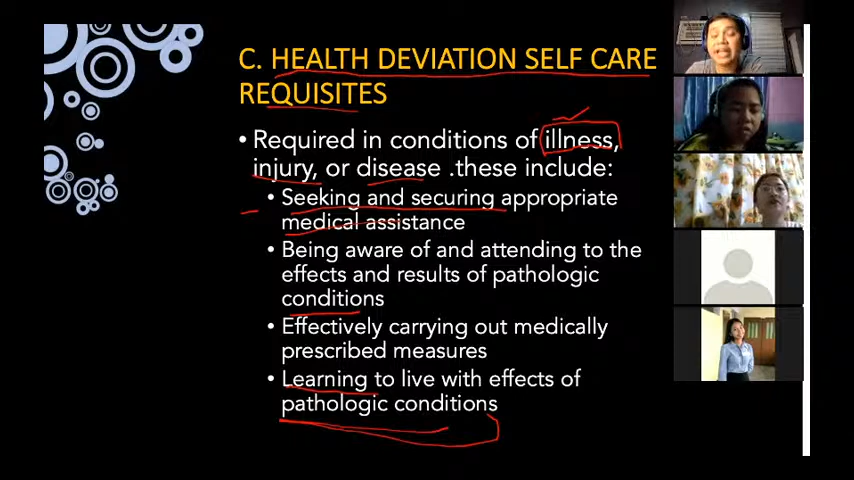 C. HEALTH DEVIATION SELF CARE
REQUISITES
• Required in conditions of illness,
injury, or disease .these include:
• Seeking and securing appropriate
medical assistance
• Being aware of and attending to the
effects and results of pathologic
conditions
• Effectively carrying out medically
prescribed measures
• Learning to live with effects of
pathologic conditions